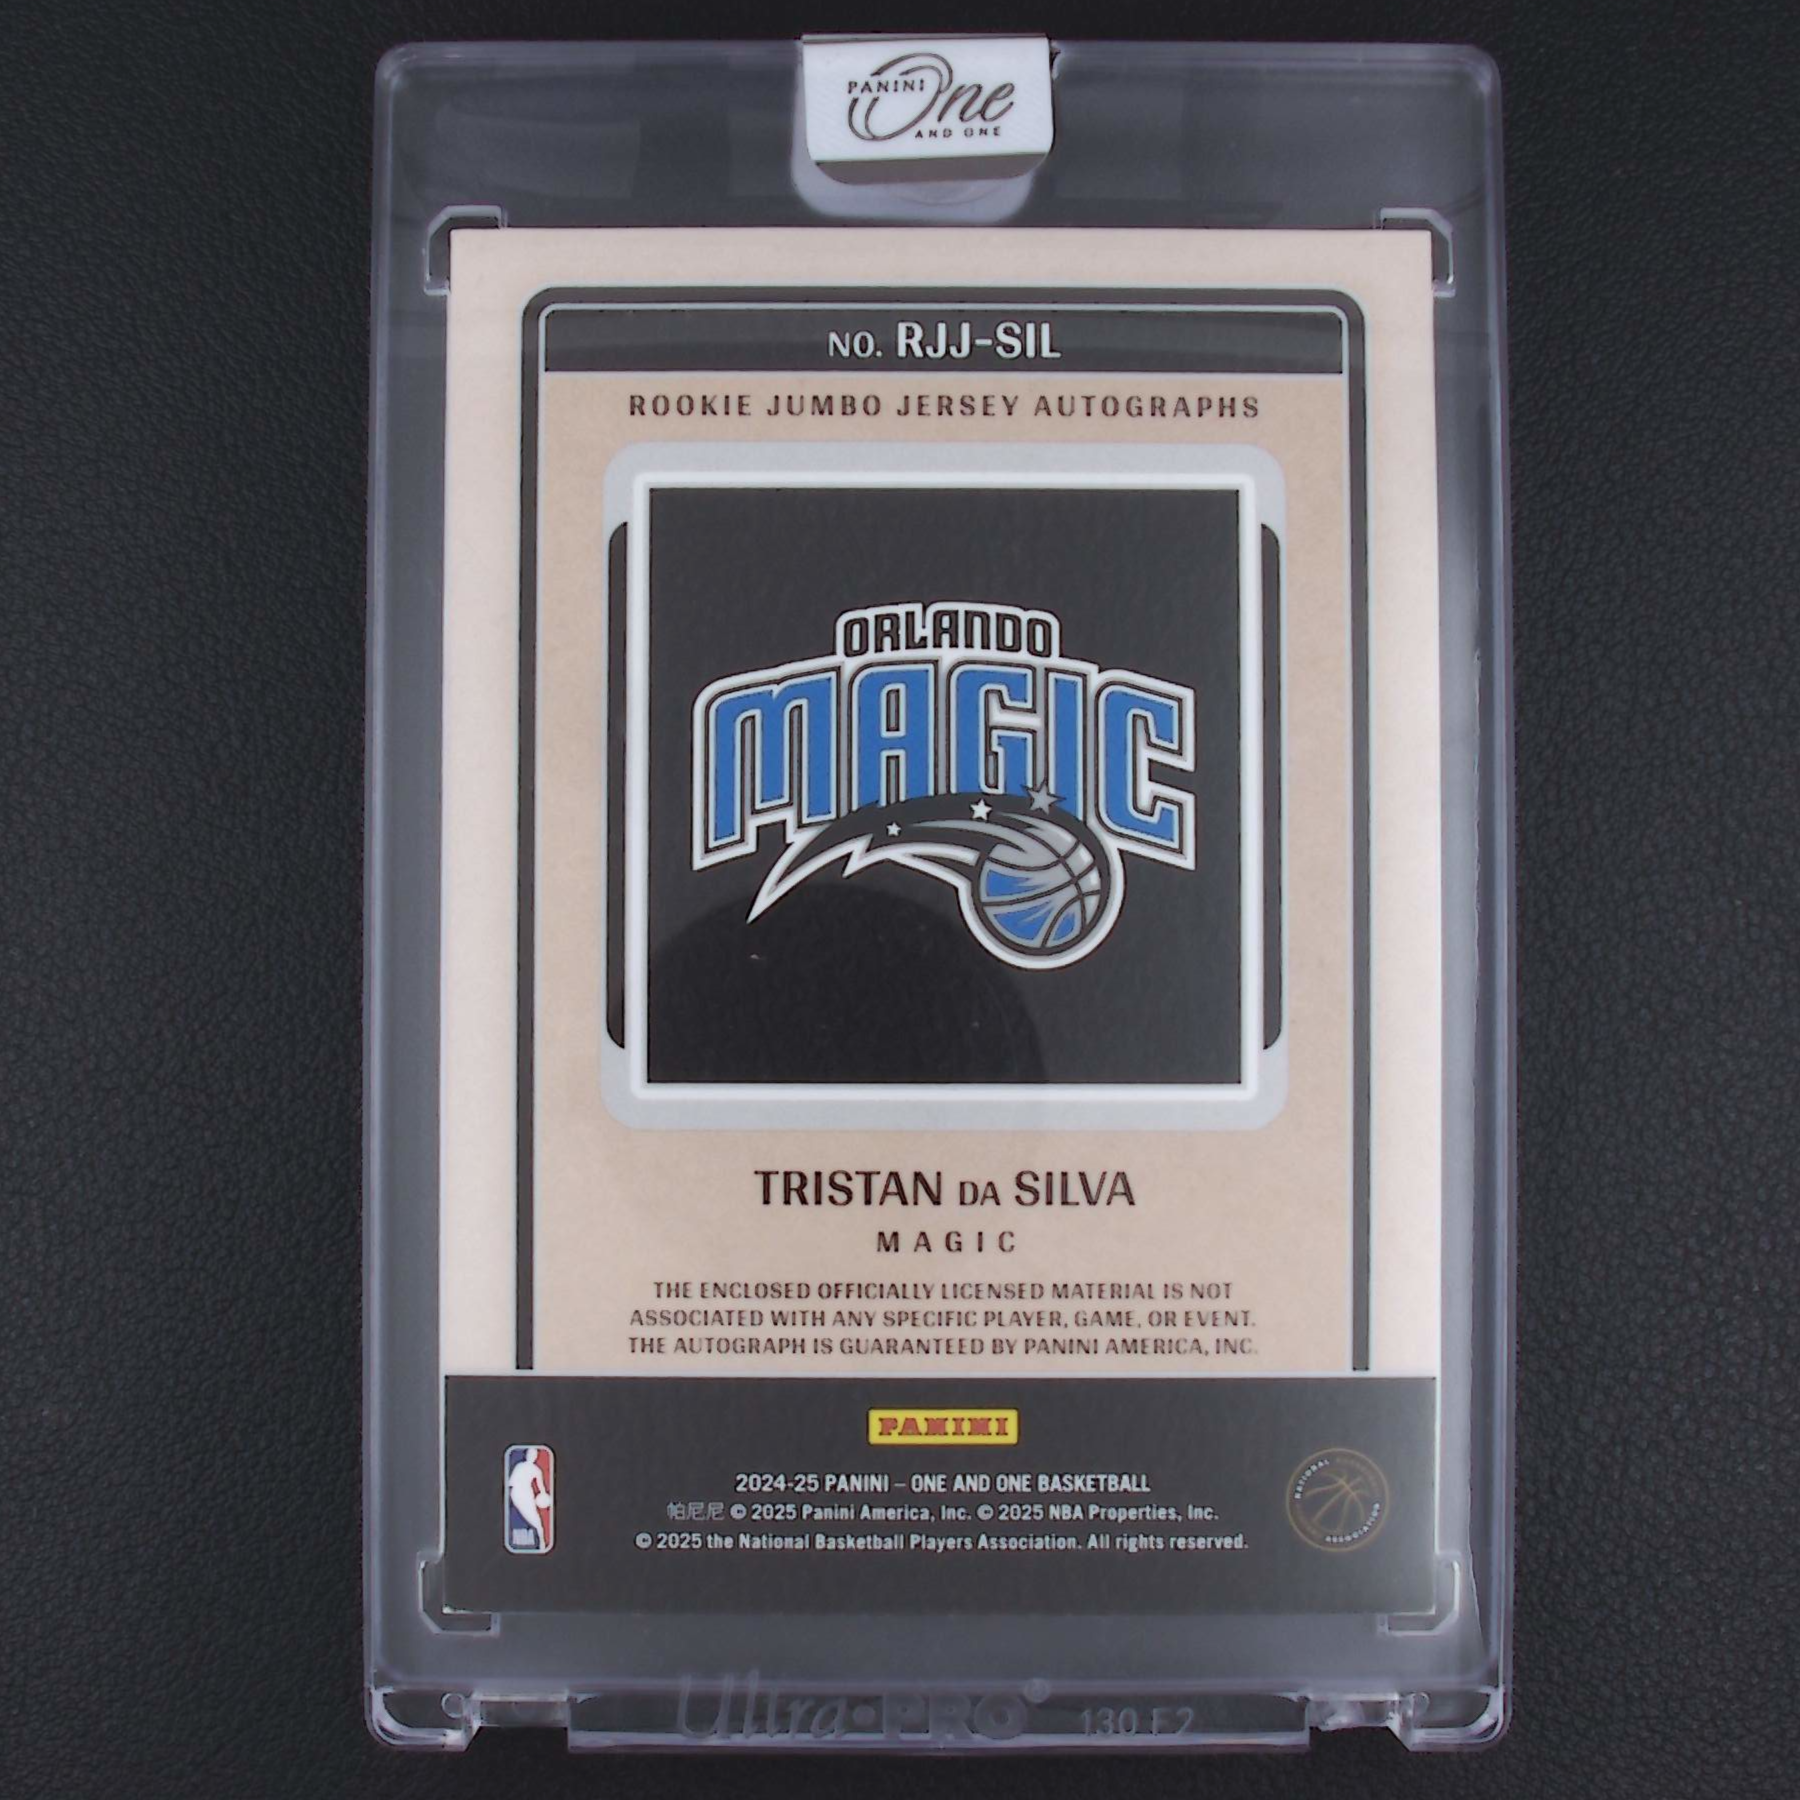 PANINI
One
AND ONE
NO. RJJ-SIL
ROOKIE JUMBO JERSEY AUTOGRAPHS
ORLANDO
MAGIC
TRISTAN DA SILVA
MAGIC
THE ENCLOSED OFFICIALLY LICENSED MATERIAL IS NOT
ASSOCIATED WITH ANY SPECIFIC PLAYER, GAME, OR EVENT.
THE AUTOGRAPH IS GUARANTEED BY PANINI AMERICA, INC.
PANINI
2024-25 PANINI – ONE AND ONE BASKETBALL
帕尼尼 © 2025 Panini America, Inc. © 2025 NBA Properties, Inc.
© 2025 the National Basketball Players Association. All rights reserved.
NBA
NATIONAL
ASSOCIATION
Ultra•PRO® 130 F2